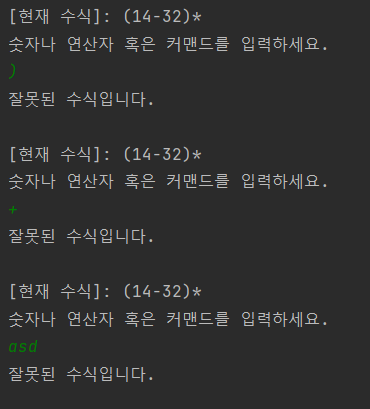 [현재 수식]: (14-32)*
숫자나 연산자 혹은 커맨드를 입력하세요.
)
잘못된 수식입니다.
[현재 수식]: (14-32)*
숫자나 연산자 혹은 커맨드를 입력하세요.
+
잘못된 수식입니다.
[현재 수식]: (14-32)*
숫자나 연산자 혹은 커맨드를 입력하세요.
asd
잘못된 수식입니다.